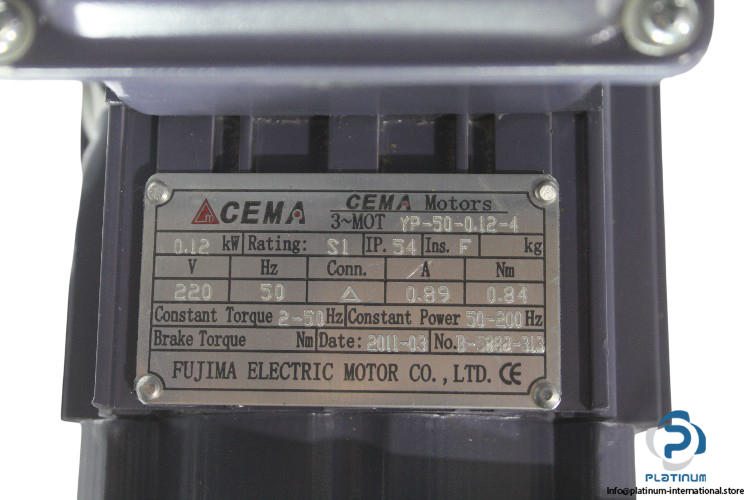 CEMA CEMA Motors
3~MOT YP-50-0.12-4
0.12 kW Rating: S1 IP. 54 Ins. F kg
V Hz Conn. A Nm
220 50 △ 0.89 0.84
Constant Torque 2-50 Hz Constant Power 50-200 Hz
Brake Torque Nm Date: 2011-03 No.
FUJIMA ELECTRIC MOTOR CO., LTD. CE
PLATINUM
INTERNATIONAL
Info@platinum-international.store